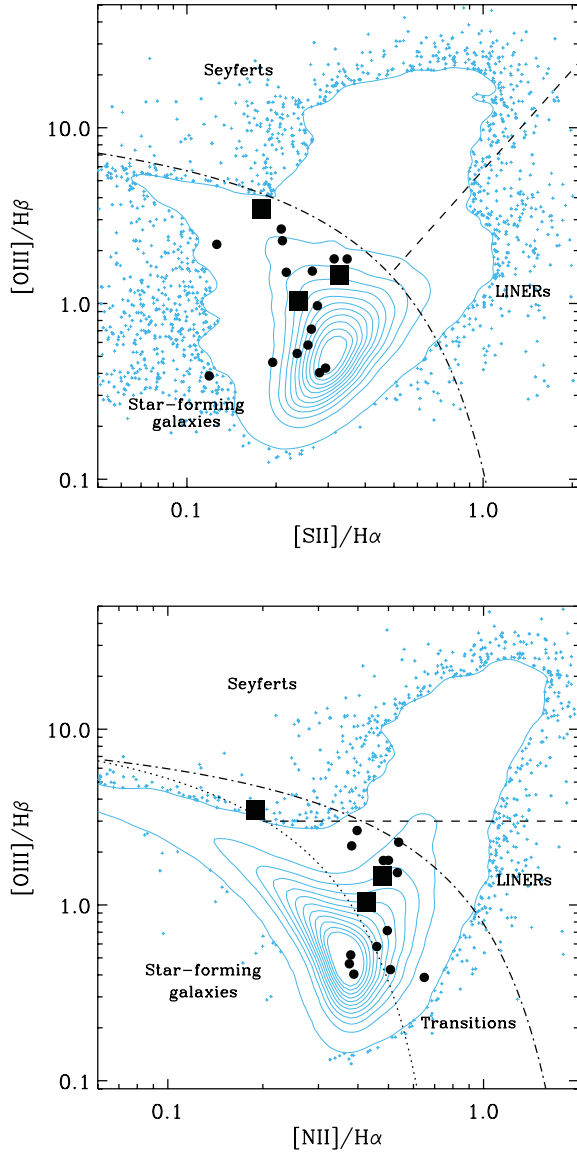 Seyferts
10.0
[OIII]/Hβ
1.0
LINERs
Star-forming
galaxies
0.1
0.1
1.0
[SII]/Hα
Seyferts
10.0
[OIII]/Hβ
1.0
LINERs
Star-forming
galaxies
Transitions
0.1
0.1
1.0
[NII]/Hα